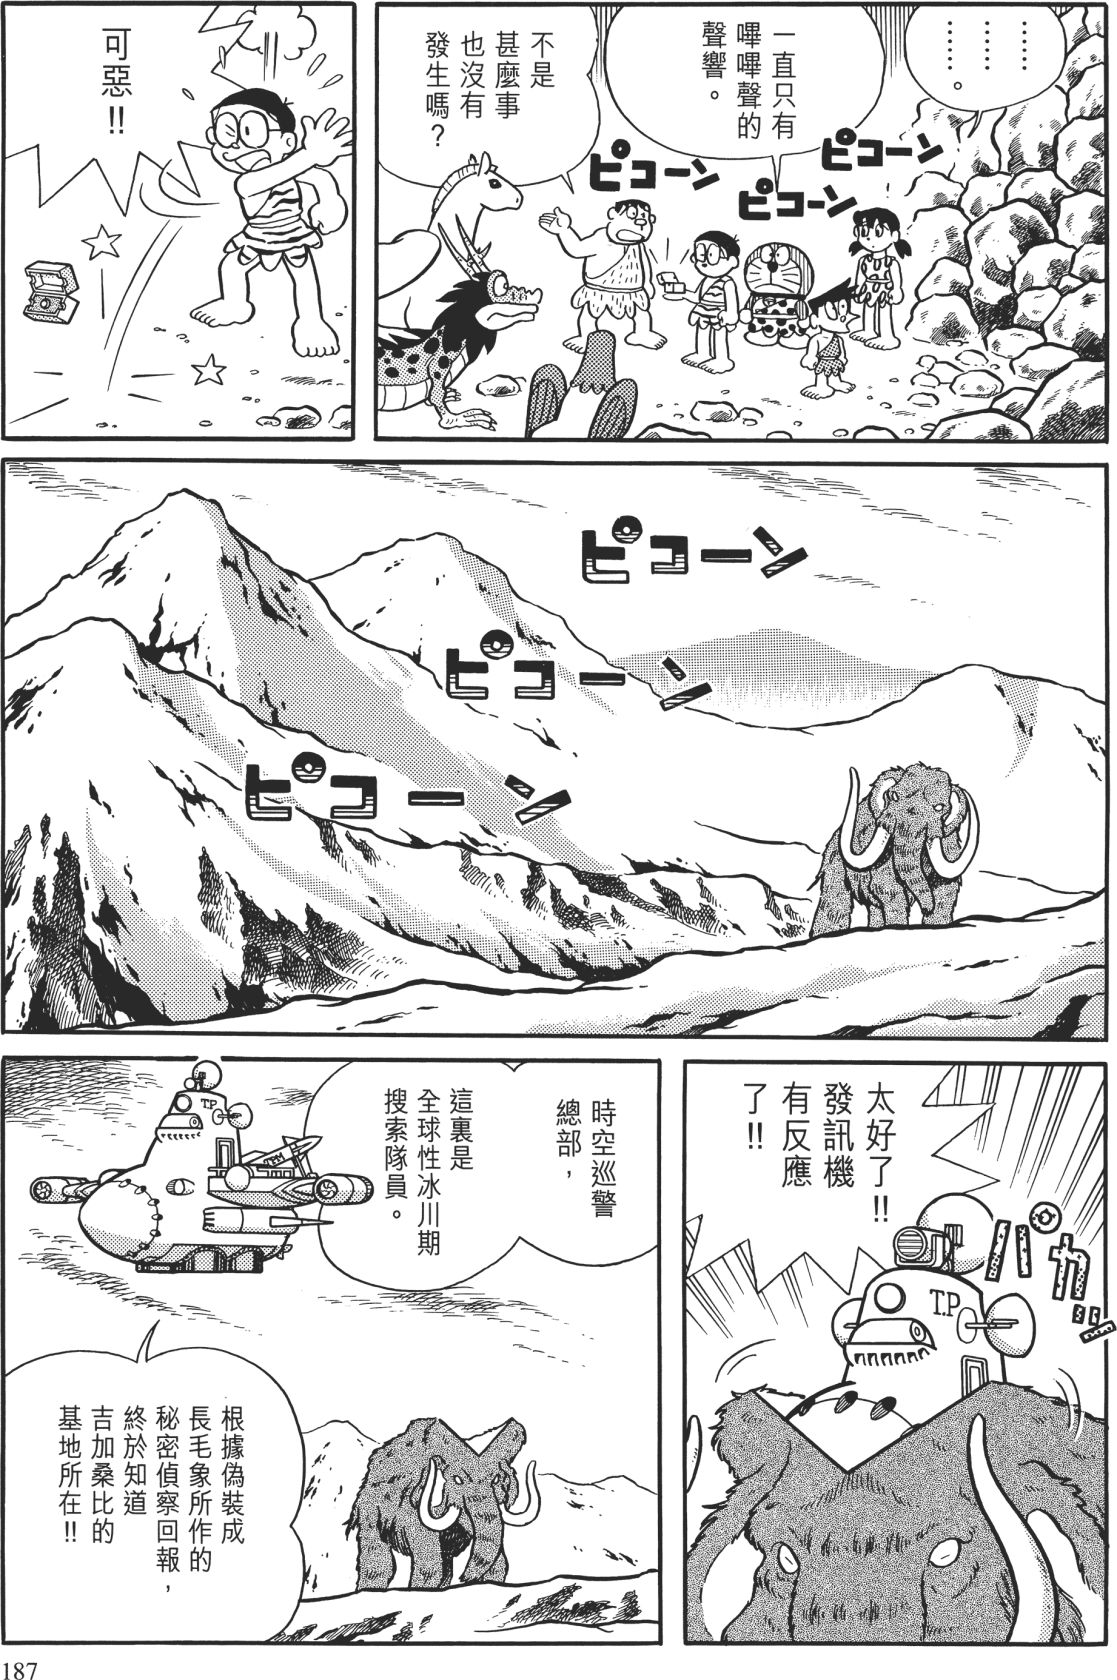 ………
………
………。
一直只有
嗶嗶聲的
聲響。
不是
甚麼事
也沒有
發生嗎？
ピコーン
ピコーン
ピコーン
可惡!!
ピコーン
ピコーン
ピコーン
太好了!!
發訊機
有反應
了!!
パカッ
T.P
時空巡警
總部，
這裏是
全球性冰川期
搜索隊員。
T.P
根據偽裝成
長毛象所作的
秘密偵察回報，
終於知道
吉加桑比的
基地所在!!
187